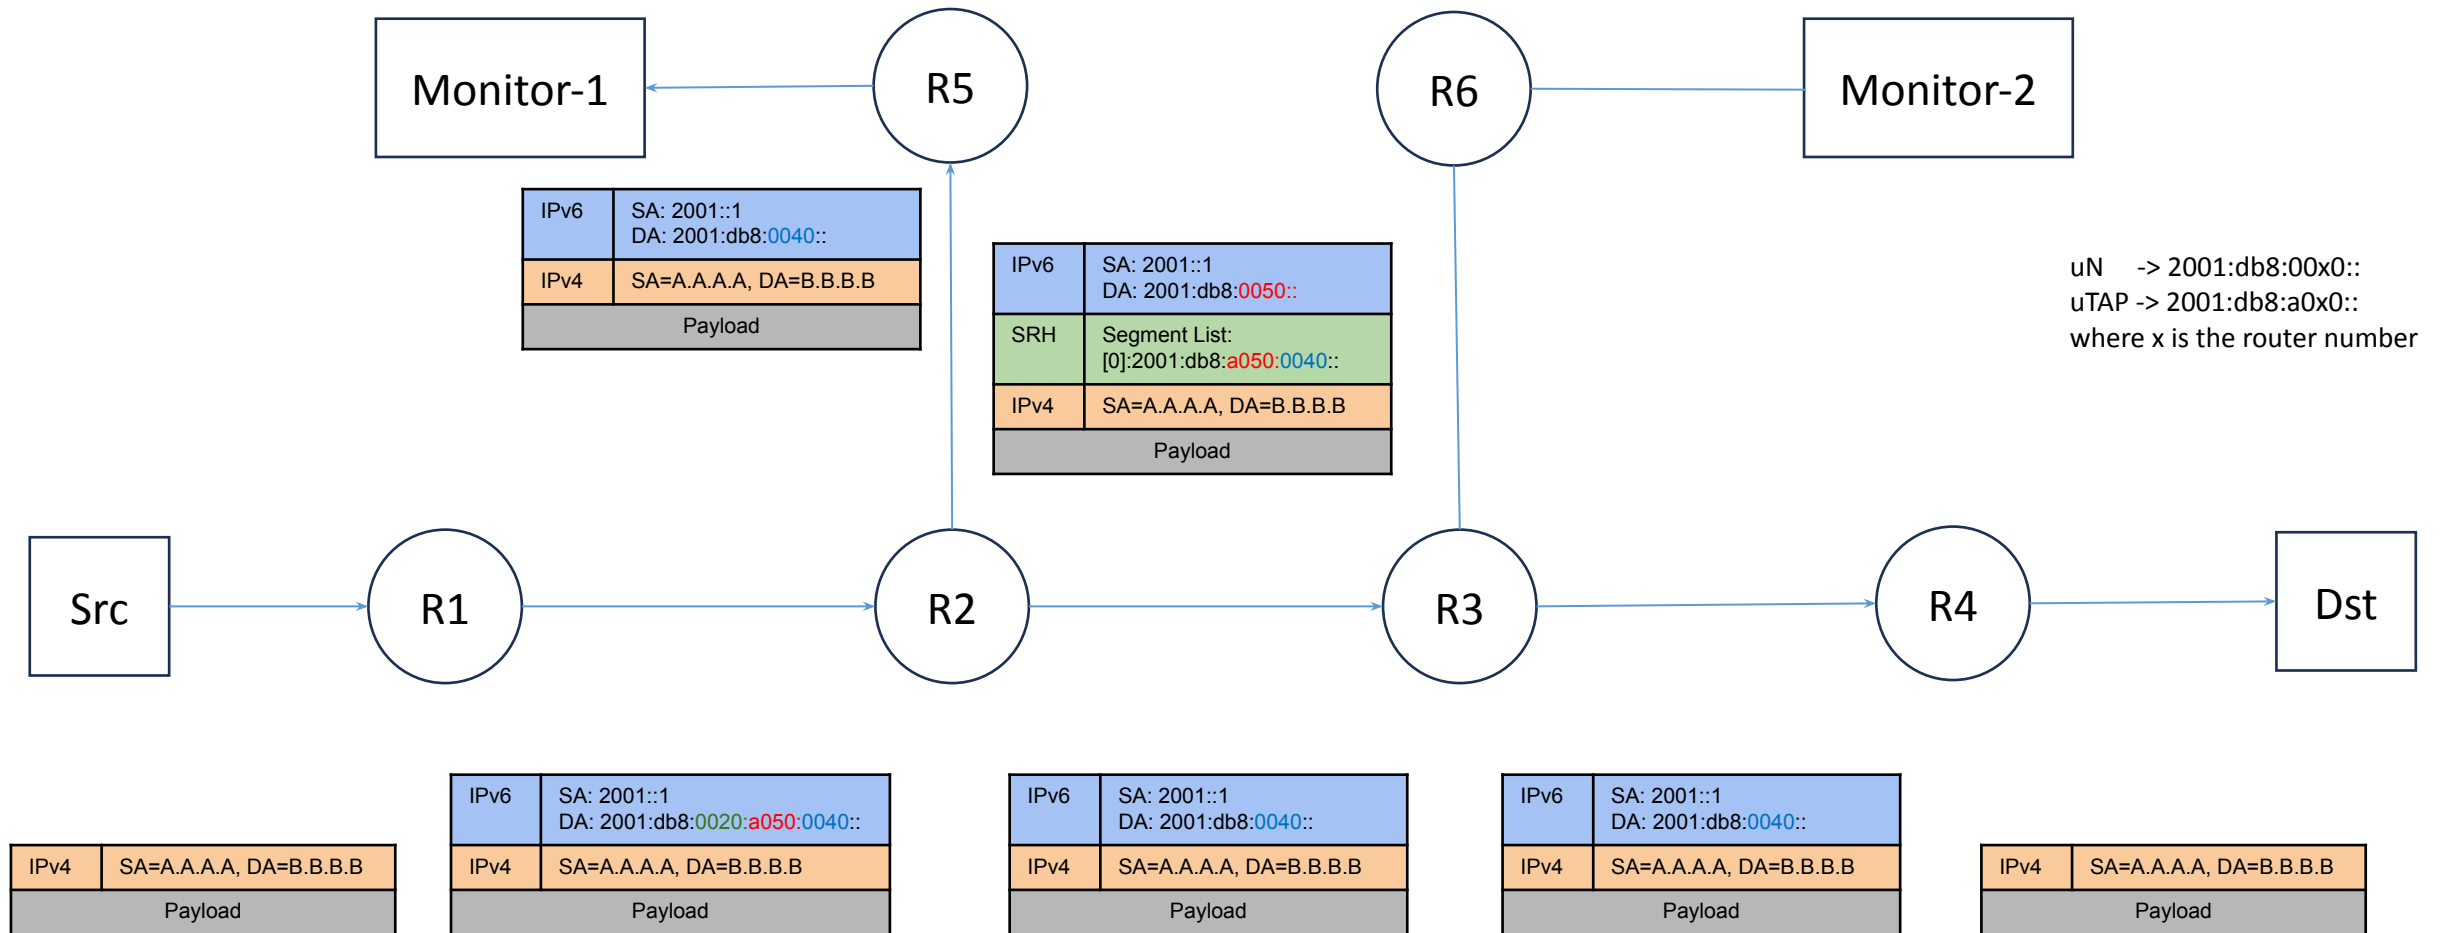 Monitor-1
R5
R6
Monitor-2
IPv6
SA: 2001::1
DA: 2001:db8:0040::
IPv4
SA=A.A.A.A, DA=B.B.B.B
Payload
IPv6
SA: 2001::1
DA: 2001:db8:0050::
SRH
Segment List:
[0]:2001:db8:a050:0040::
IPv4
SA=A.A.A.A, DA=B.B.B.B
Payload
uN -> 2001:db8:00x0::
uTAP -> 2001:db8:a0x0::
where x is the router number
Src
R1
R2
R3
R4
Dst
IPv4
SA=A.A.A.A, DA=B.B.B.B
Payload
IPv6
SA: 2001::1
DA: 2001:db8:0020:a050:0040::
IPv4
SA=A.A.A.A, DA=B.B.B.B
Payload
IPv6
SA: 2001::1
DA: 2001:db8:0040::
IPv4
SA=A.A.A.A, DA=B.B.B.B
Payload
IPv6
SA: 2001::1
DA: 2001:db8:0040::
IPv4
SA=A.A.A.A, DA=B.B.B.B
Payload
IPv4
SA=A.A.A.A, DA=B.B.B.B
Payload